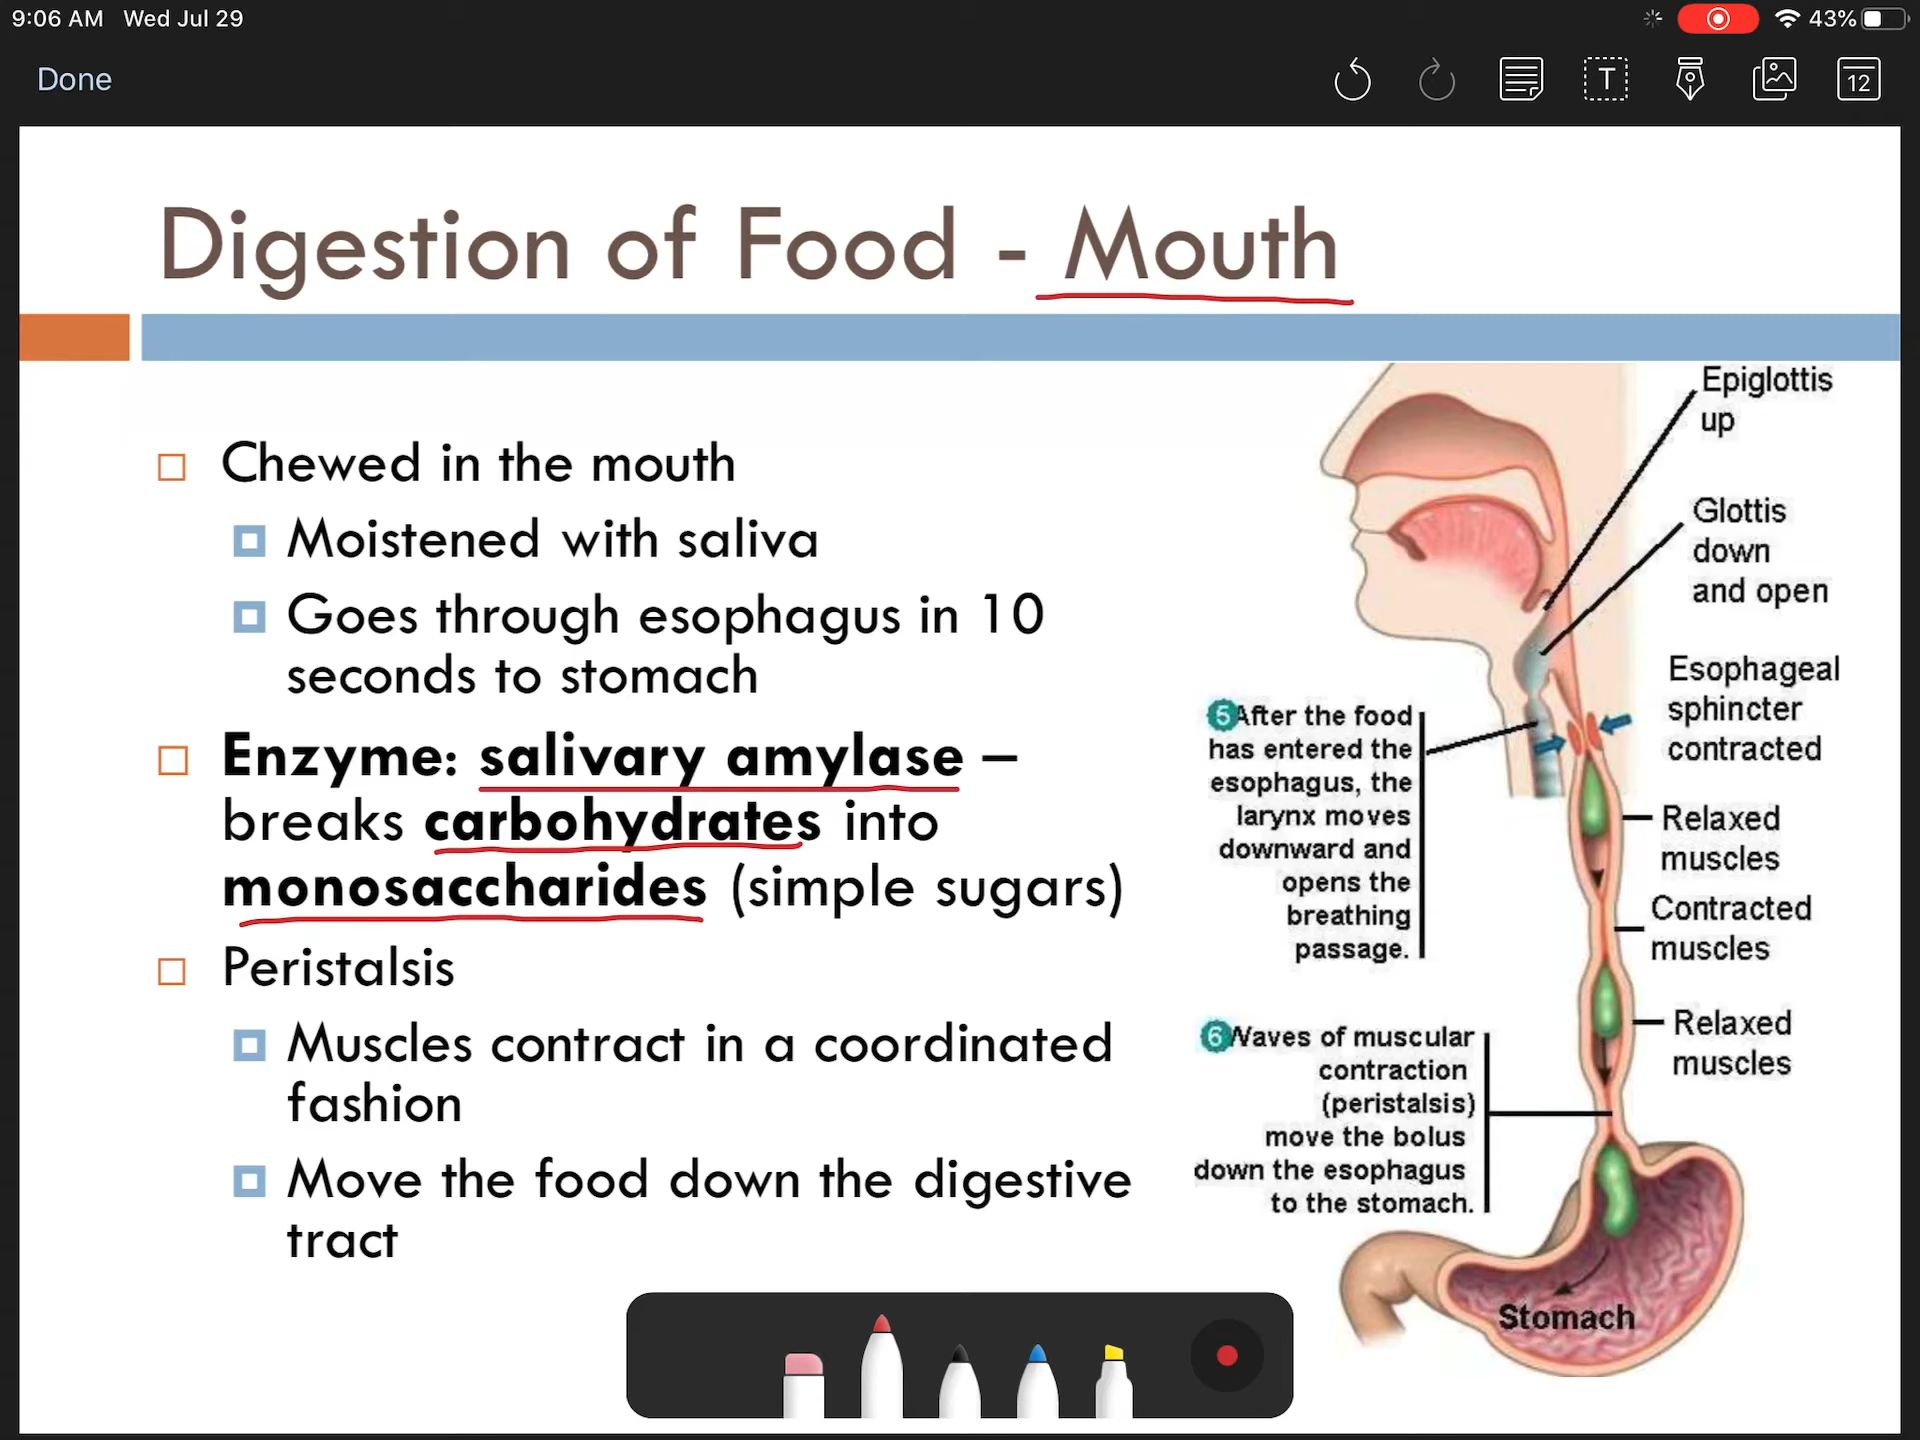 9:06 AM Wed Jul 29
43%
Done
T
12
Digestion of Food - Mouth
Chewed in the mouth
Moistened with saliva
Goes through esophagus in 10
seconds to stomach
Enzyme: salivary amylase –
breaks carbohydrates into
monosaccharides (simple sugars)
Peristalsis
Muscles contract in a coordinated
fashion
Move the food down the digestive
tract
Epiglottis
up
Glottis
down
and open
Esophageal
sphincter
contracted
5 After the food
has entered the
esophagus, the
larynx moves
downward and
opens the
breathing
passage.
Relaxed
muscles
Contracted
muscles
Relaxed
muscles
6 Waves of muscular
contraction
(peristalsis)
move the bolus
down the esophagus
to the stomach.
Stomach